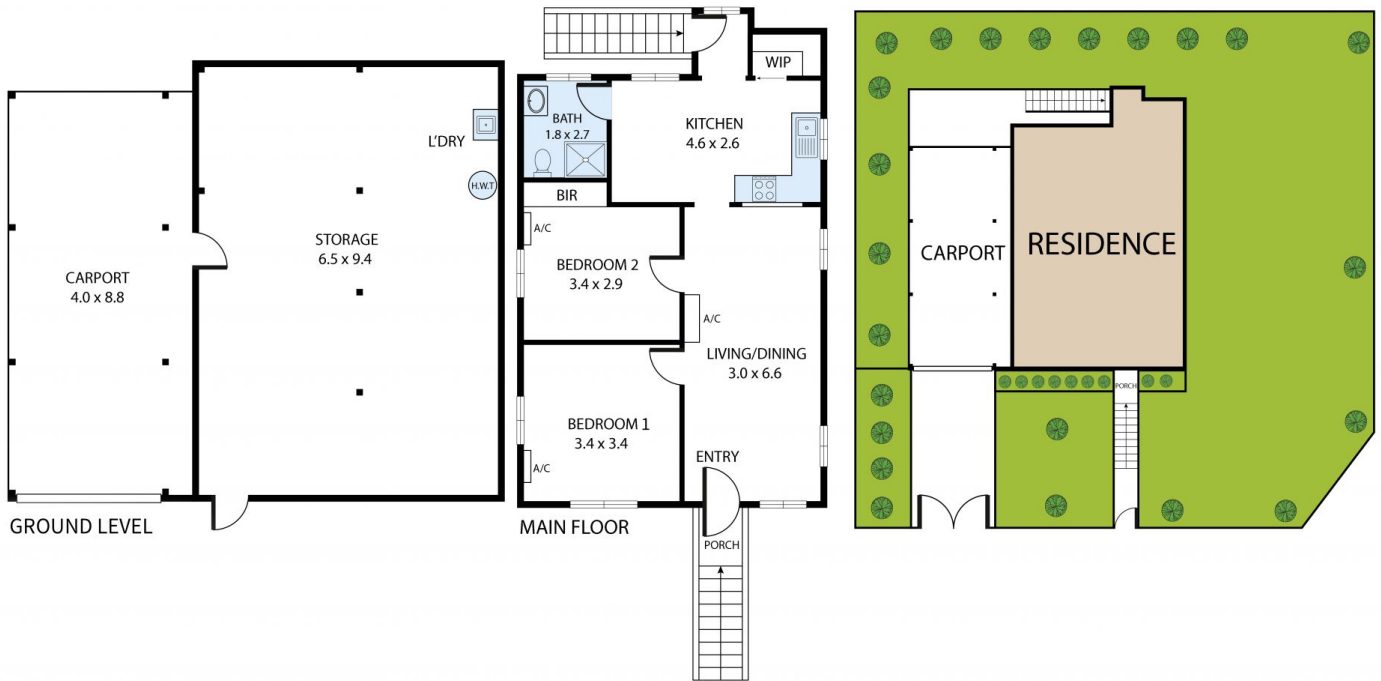 CARPORT
4.0 x 8.8
STORAGE
6.5 x 9.4
L'DRY
H.W.T
GROUND LEVEL
WIP
BATH
1.8 x 2.7
KITCHEN
4.6 x 2.6
BIR
A/C
BEDROOM 2
3.4 x 2.9
A/C
LIVING/DINING
3.0 x 6.6
BEDROOM 1
3.4 x 3.4
A/C
ENTRY
PORCH
MAIN FLOOR
CARPORT
RESIDENCE
PORCH